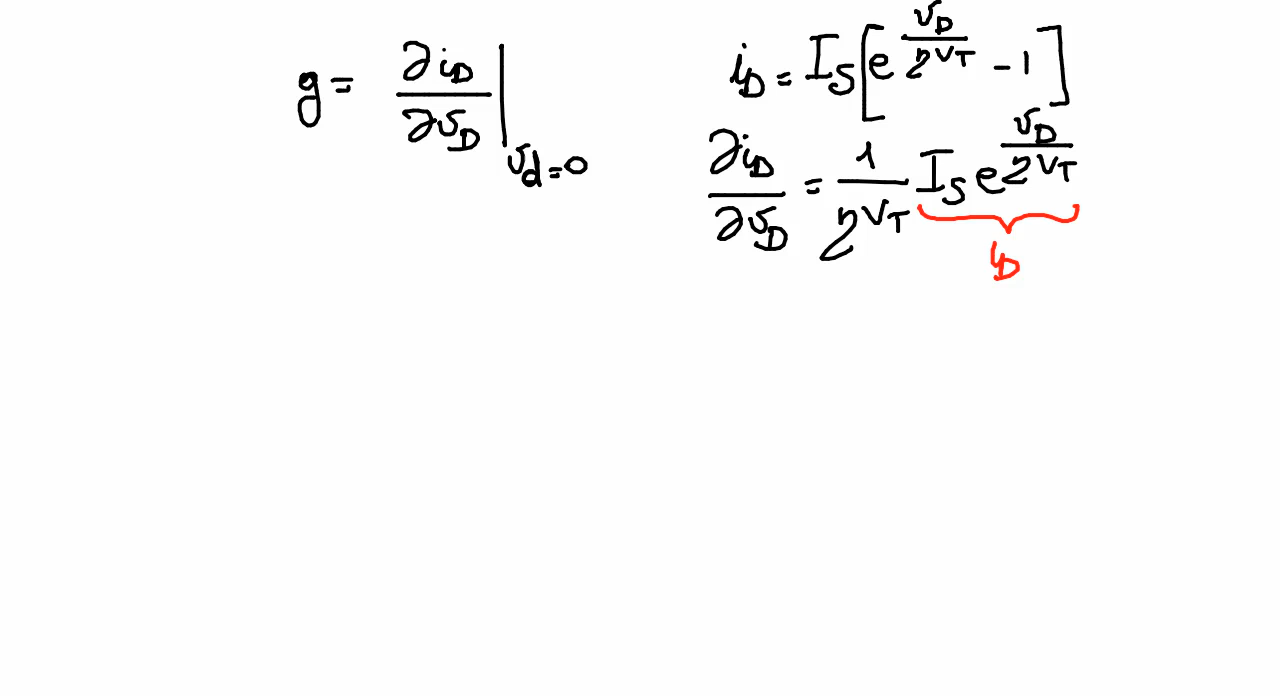 g = ∂i_D / ∂v_D |_{v_d=0}
i_D = I_S [ e^{v_D / ηV_T} - 1 ]
∂i_D / ∂v_D = 1 / ηV_T I_S e^{v_D / ηV_T}
i_D